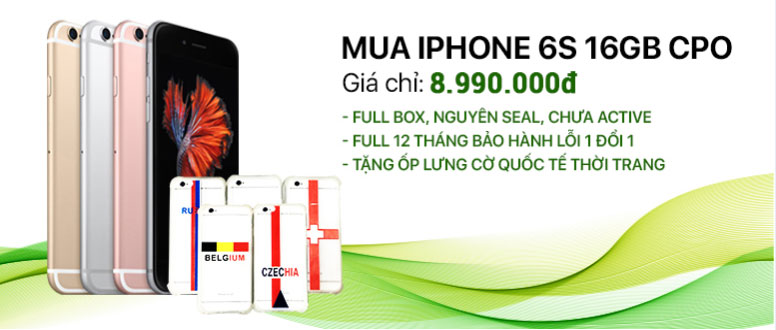 MUA IPHONE 6S 16GB CPO
Giá chỉ: 8.990.000đ
- FULL BOX, NGUYÊN SEAL, CHƯA ACTIVE
- FULL 12 THÁNG BẢO HÀNH LỖI 1 ĐỔI 1
- TẶNG ỐP LƯNG CỜ QUỐC TẾ THỜI TRANG
RU
BELGIUM
CZECHIA